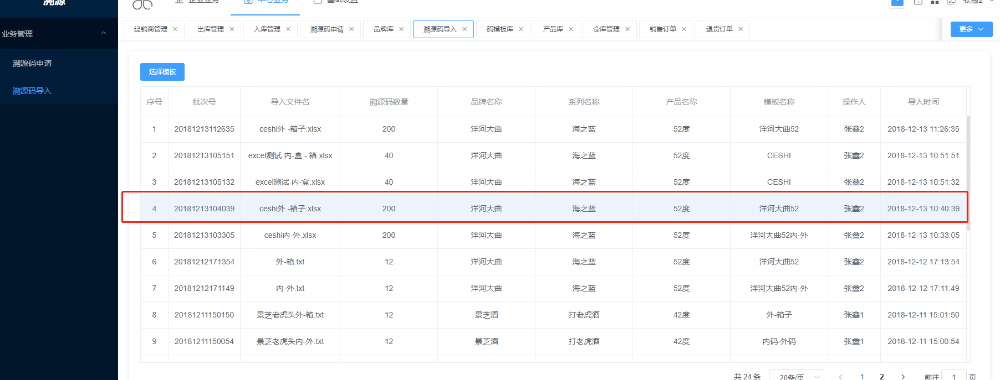 溯源
企业业务 中心业务 基础设置 张鑫2
业务管理
溯源码申请
溯源码导入
经销商管理 × 出库管理 × 入库管理 × 溯源码申请 × 品牌库 × 溯源码导入 × 码模板库 × 产品库 × 仓库管理 × 销售订单 × 退货订单 × 更多
选择模板
序号 批次号 导入文件名 溯源码数量 品牌名称 系列名称 产品名称 模板名称 操作人 导入时间
1 20181213112635 ceshi外 -箱子.xlsx 200 洋河大曲 海之蓝 52度 洋河大曲52 张鑫2 2018-12-13 11:26:35
2 20181213105151 excel测试 内-盒 - 箱.xlsx 40 洋河大曲 海之蓝 52度 CESHI 张鑫2 2018-12-13 10:51:51
3 20181213105132 excel测试 内-盒.xlsx 40 洋河大曲 海之蓝 52度 CESHI 张鑫2 2018-12-13 10:51:32
4 20181213104039 ceshi外 -箱子.xlsx 200 洋河大曲 海之蓝 52度 洋河大曲52 张鑫2 2018-12-13 10:40:39
5 20181213103305 ceshi内-外.xlsx 200 洋河大曲 海之蓝 52度 洋河大曲52内-外 张鑫2 2018-12-13 10:33:05
6 20181212171354 外-箱.txt 12 洋河大曲 海之蓝 52度 洋河大曲52 张鑫2 2018-12-12 17:13:54
7 20181212171149 内-外.txt 12 洋河大曲 海之蓝 52度 洋河大曲52内-外 张鑫2 2018-12-12 17:11:49
8 20181211150150 景芝老虎头外-箱.txt 12 景芝酒 打老虎酒 42度 外-箱子 张鑫1 2018-12-11 15:01:50
9 20181211150054 景芝老虎头内-外.txt 12 景芝酒 打老虎酒 42度 内码-外码 张鑫1 2018-12-11 15:00:54
共 24 条 20条/页 1 2 前往 1 页